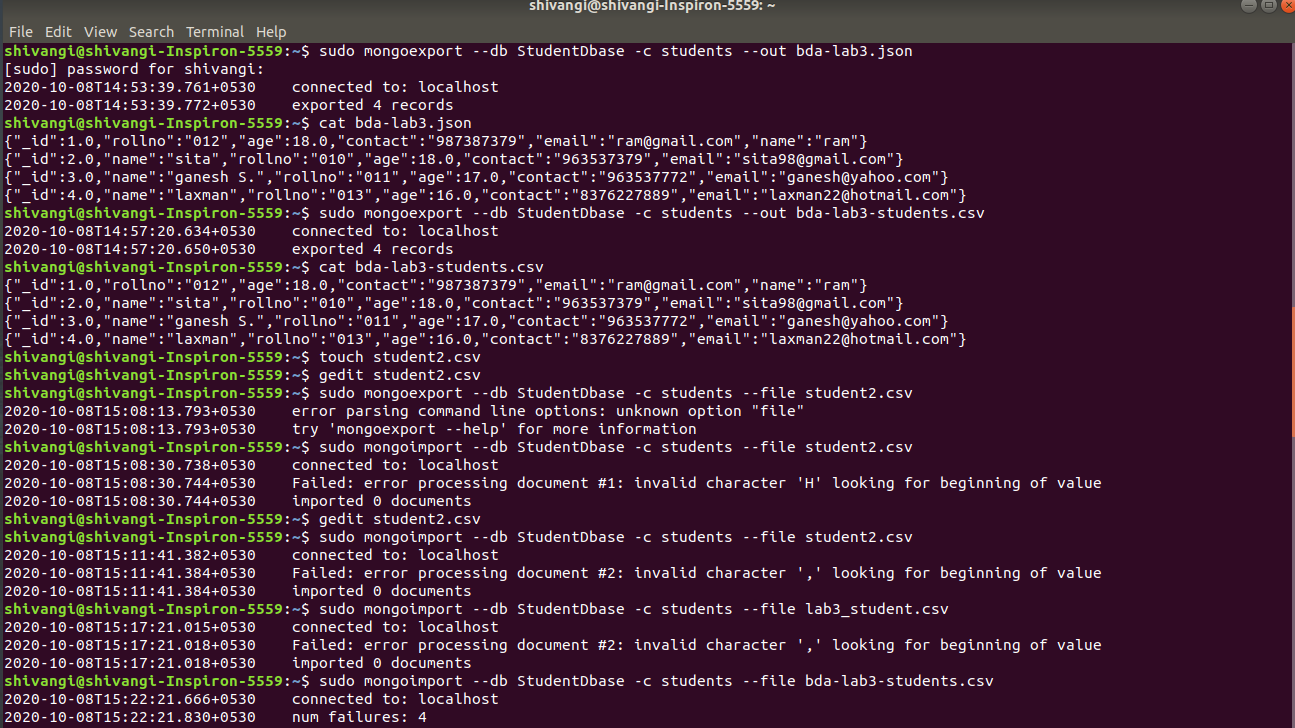 shivangi@shivangi-Inspiron-5559: ~
File Edit View Search Terminal Help
shivangi@shivangi-Inspiron-5559:~$ sudo mongoexport --db StudentDbase -c students --out bda-lab3.json
[sudo] password for shivangi:
2020-10-08T14:53:39.761+0530    connected to: localhost
2020-10-08T14:53:39.772+0530    exported 4 records
shivangi@shivangi-Inspiron-5559:~$ cat bda-lab3.json
{"_id":1.0,"rollno":"012","age":18.0,"contact":"987387379","email":"ram@gmail.com","name":"ram"}
{"_id":2.0,"name":"sita","rollno":"010","age":18.0,"contact":"963537379","email":"sita98@gmail.com"}
{"_id":3.0,"name":"ganesh S.","rollno":"011","age":17.0,"contact":"963537772","email":"ganesh@yahoo.com"}
{"_id":4.0,"name":"laxman","rollno":"013","age":16.0,"contact":"8376227889","email":"laxman22@hotmail.com"}
shivangi@shivangi-Inspiron-5559:~$ sudo mongoexport --db StudentDbase -c students --out bda-lab3-students.csv
2020-10-08T14:57:20.634+0530    connected to: localhost
2020-10-08T14:57:20.650+0530    exported 4 records
shivangi@shivangi-Inspiron-5559:~$ cat bda-lab3-students.csv
{"_id":1.0,"rollno":"012","age":18.0,"contact":"987387379","email":"ram@gmail.com","name":"ram"}
{"_id":2.0,"name":"sita","rollno":"010","age":18.0,"contact":"963537379","email":"sita98@gmail.com"}
{"_id":3.0,"name":"ganesh S.","rollno":"011","age":17.0,"contact":"963537772","email":"ganesh@yahoo.com"}
{"_id":4.0,"name":"laxman","rollno":"013","age":16.0,"contact":"8376227889","email":"laxman22@hotmail.com"}
shivangi@shivangi-Inspiron-5559:~$ touch student2.csv
shivangi@shivangi-Inspiron-5559:~$ gedit student2.csv
shivangi@shivangi-Inspiron-5559:~$ sudo mongoexport --db StudentDbase -c students --file student2.csv
2020-10-08T15:08:13.793+0530    error parsing command line options: unknown option "file"
2020-10-08T15:08:13.793+0530    try 'mongoexport --help' for more information
shivangi@shivangi-Inspiron-5559:~$ sudo mongoimport --db StudentDbase -c students --file student2.csv
2020-10-08T15:08:30.738+0530    connected to: localhost
2020-10-08T15:08:30.744+0530    Failed: error processing document #1: invalid character 'H' looking for beginning of value
2020-10-08T15:08:30.744+0530    imported 0 documents
shivangi@shivangi-Inspiron-5559:~$ gedit student2.csv
shivangi@shivangi-Inspiron-5559:~$ sudo mongoimport --db StudentDbase -c students --file student2.csv
2020-10-08T15:11:41.382+0530    connected to: localhost
2020-10-08T15:11:41.384+0530    Failed: error processing document #2: invalid character ',' looking for beginning of value
2020-10-08T15:11:41.384+0530    imported 0 documents
shivangi@shivangi-Inspiron-5559:~$ sudo mongoimport --db StudentDbase -c students --file lab3_student.csv
2020-10-08T15:17:21.015+0530    connected to: localhost
2020-10-08T15:17:21.018+0530    Failed: error processing document #2: invalid character ',' looking for beginning of value
2020-10-08T15:17:21.018+0530    imported 0 documents
shivangi@shivangi-Inspiron-5559:~$ sudo mongoimport --db StudentDbase -c students --file bda-lab3-students.csv
2020-10-08T15:22:21.666+0530    connected to: localhost
2020-10-08T15:22:21.830+0530    num failures: 4